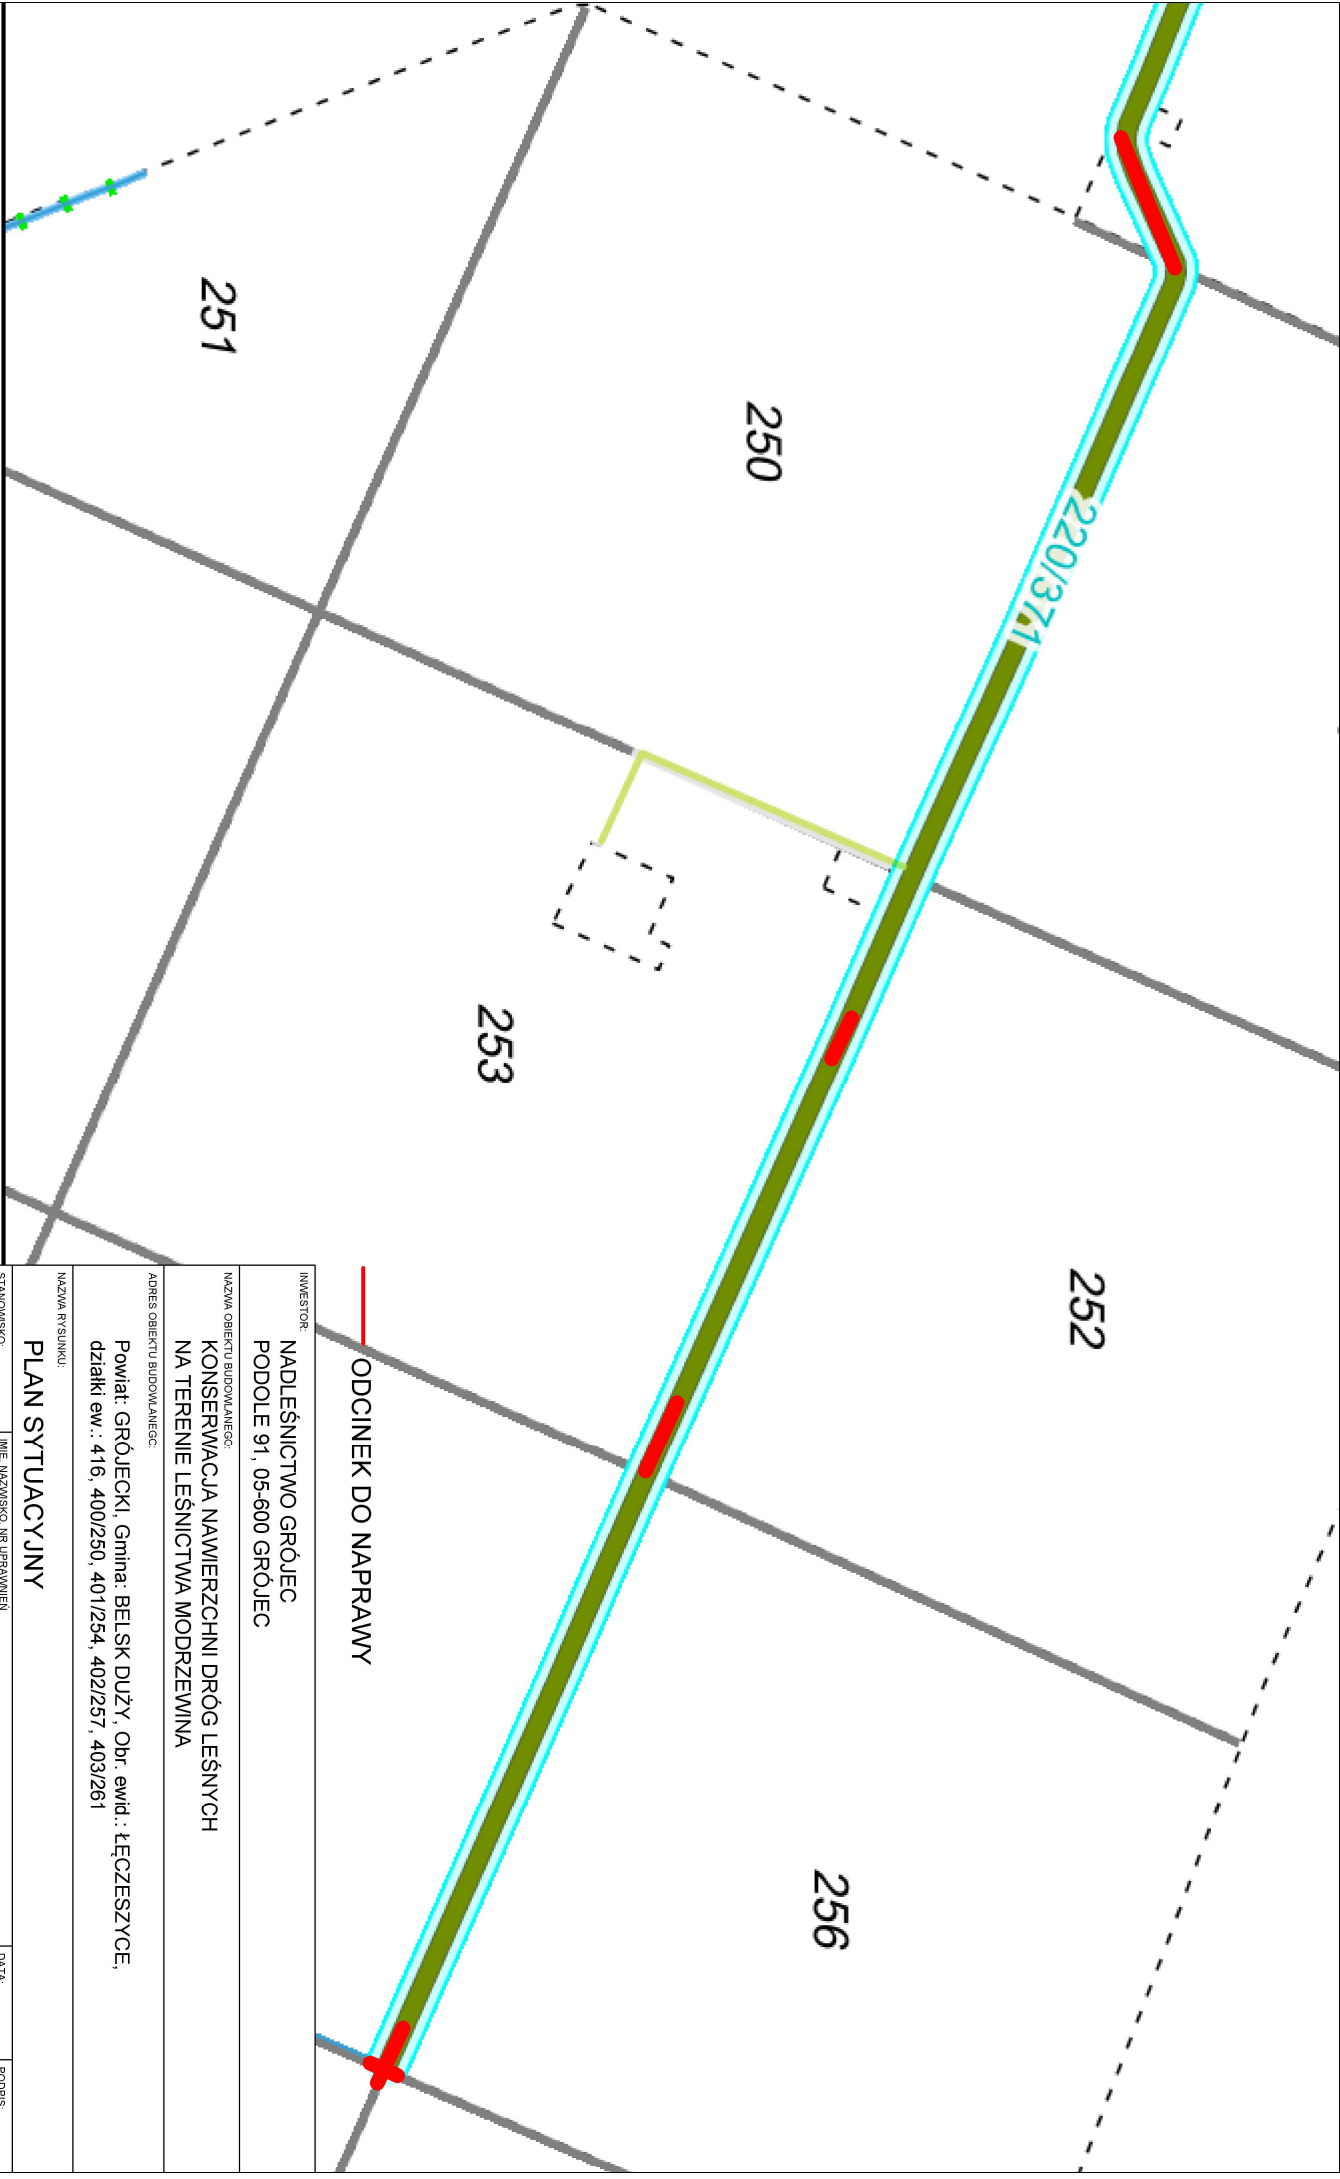 251
250
220/371
253
252
256
ODCINEK DO NAPRAWY
INWESTOR:
NADLEŚNICTWO GRÓJEC
PODOLE 91, 05-600 GRÓJEC
NAZWA OBIEKTU BUDOWLANEGO:
KONSERWACJA NAWIERZCHNI DRÓG LEŚNYCH
NA TERENIE LEŚNICTWA MODRZEWINA
ADRES OBIEKTU BUDOWLANEGO:
Powiat: GRÓJECKI, Gmina: BELSK DUŻY, Obr. ewid.: ŁĘCZESZYCE,
działki ew.: 416, 400/250, 401/254, 402/257, 403/261
NAZWA RYSUNKU:
PLAN SYTUACYJNY
STANOWISKO: IMIĘ, NAZWISKO, NR UPRAWNIEŃ DATA: PODPIS: